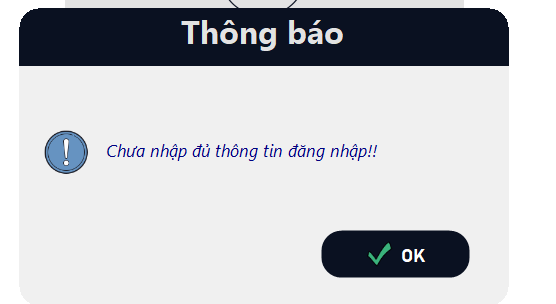 Thông báo
Chưa nhập đủ thông tin đăng nhập!!
OK